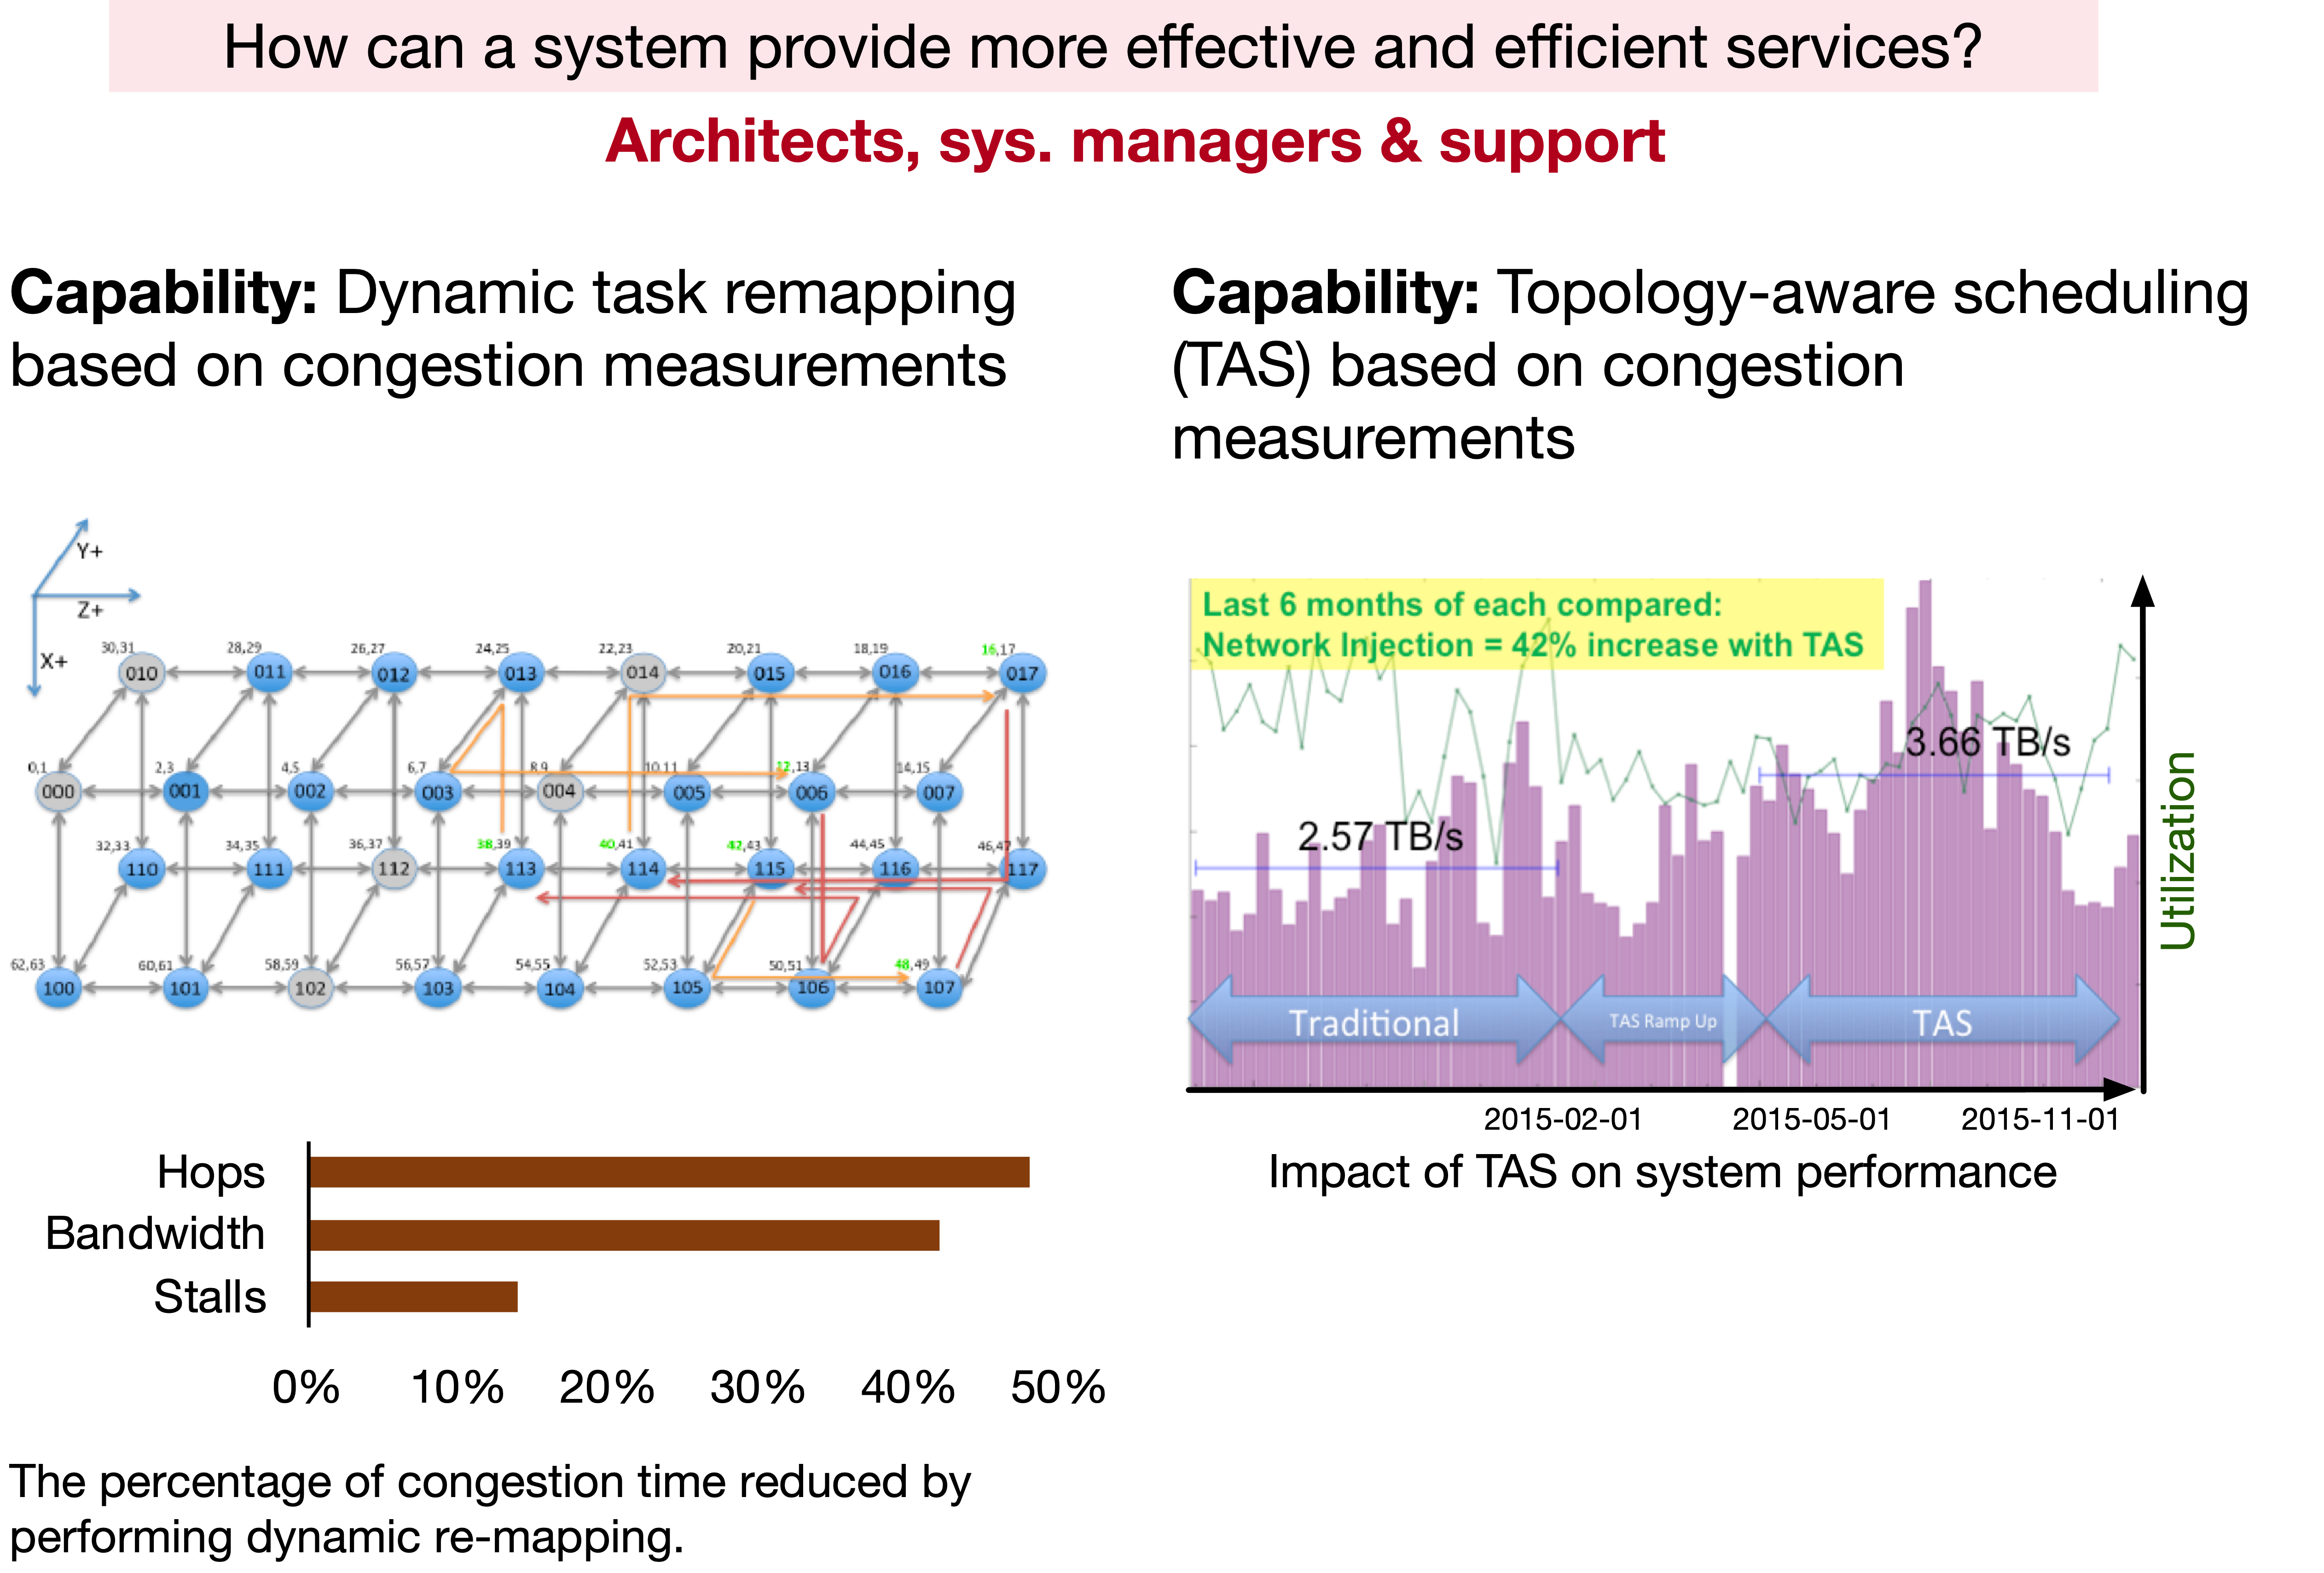 How can a system provide more effective and efficient services?
Architects, sys. managers & support
Capability: Dynamic task remapping
based on congestion measurements
Y+
Z+
X+
30,31 28,29 26,27 24,25 22,23 20,21 18,19 16,17
010 011 012 013 014 015 016 017
0,1 2,3 4,5 6,7 8,9 10,11 12,13 14,15
000 001 002 003 004 005 006 007
32,33 34,35 36,37 38,39 40,41 42,43 44,45 46,47
110 111 112 113 114 115 116 117
62,63 60,61 58,59 56,57 54,55 52,53 50,51 48,49
100 101 102 103 104 105 106 107
Hops
Bandwidth
Stalls
0% 10% 20% 30% 40% 50%
The percentage of congestion time reduced by
performing dynamic re-mapping.
Capability: Topology-aware scheduling
(TAS) based on congestion
measurements
Last 6 months of each compared:
Network Injection = 42% increase with TAS
3.66 TB/s
2.57 TB/s
Utilization
Traditional TAS Ramp Up TAS
2015-02-01 2015-05-01 2015-11-01
Impact of TAS on system performance